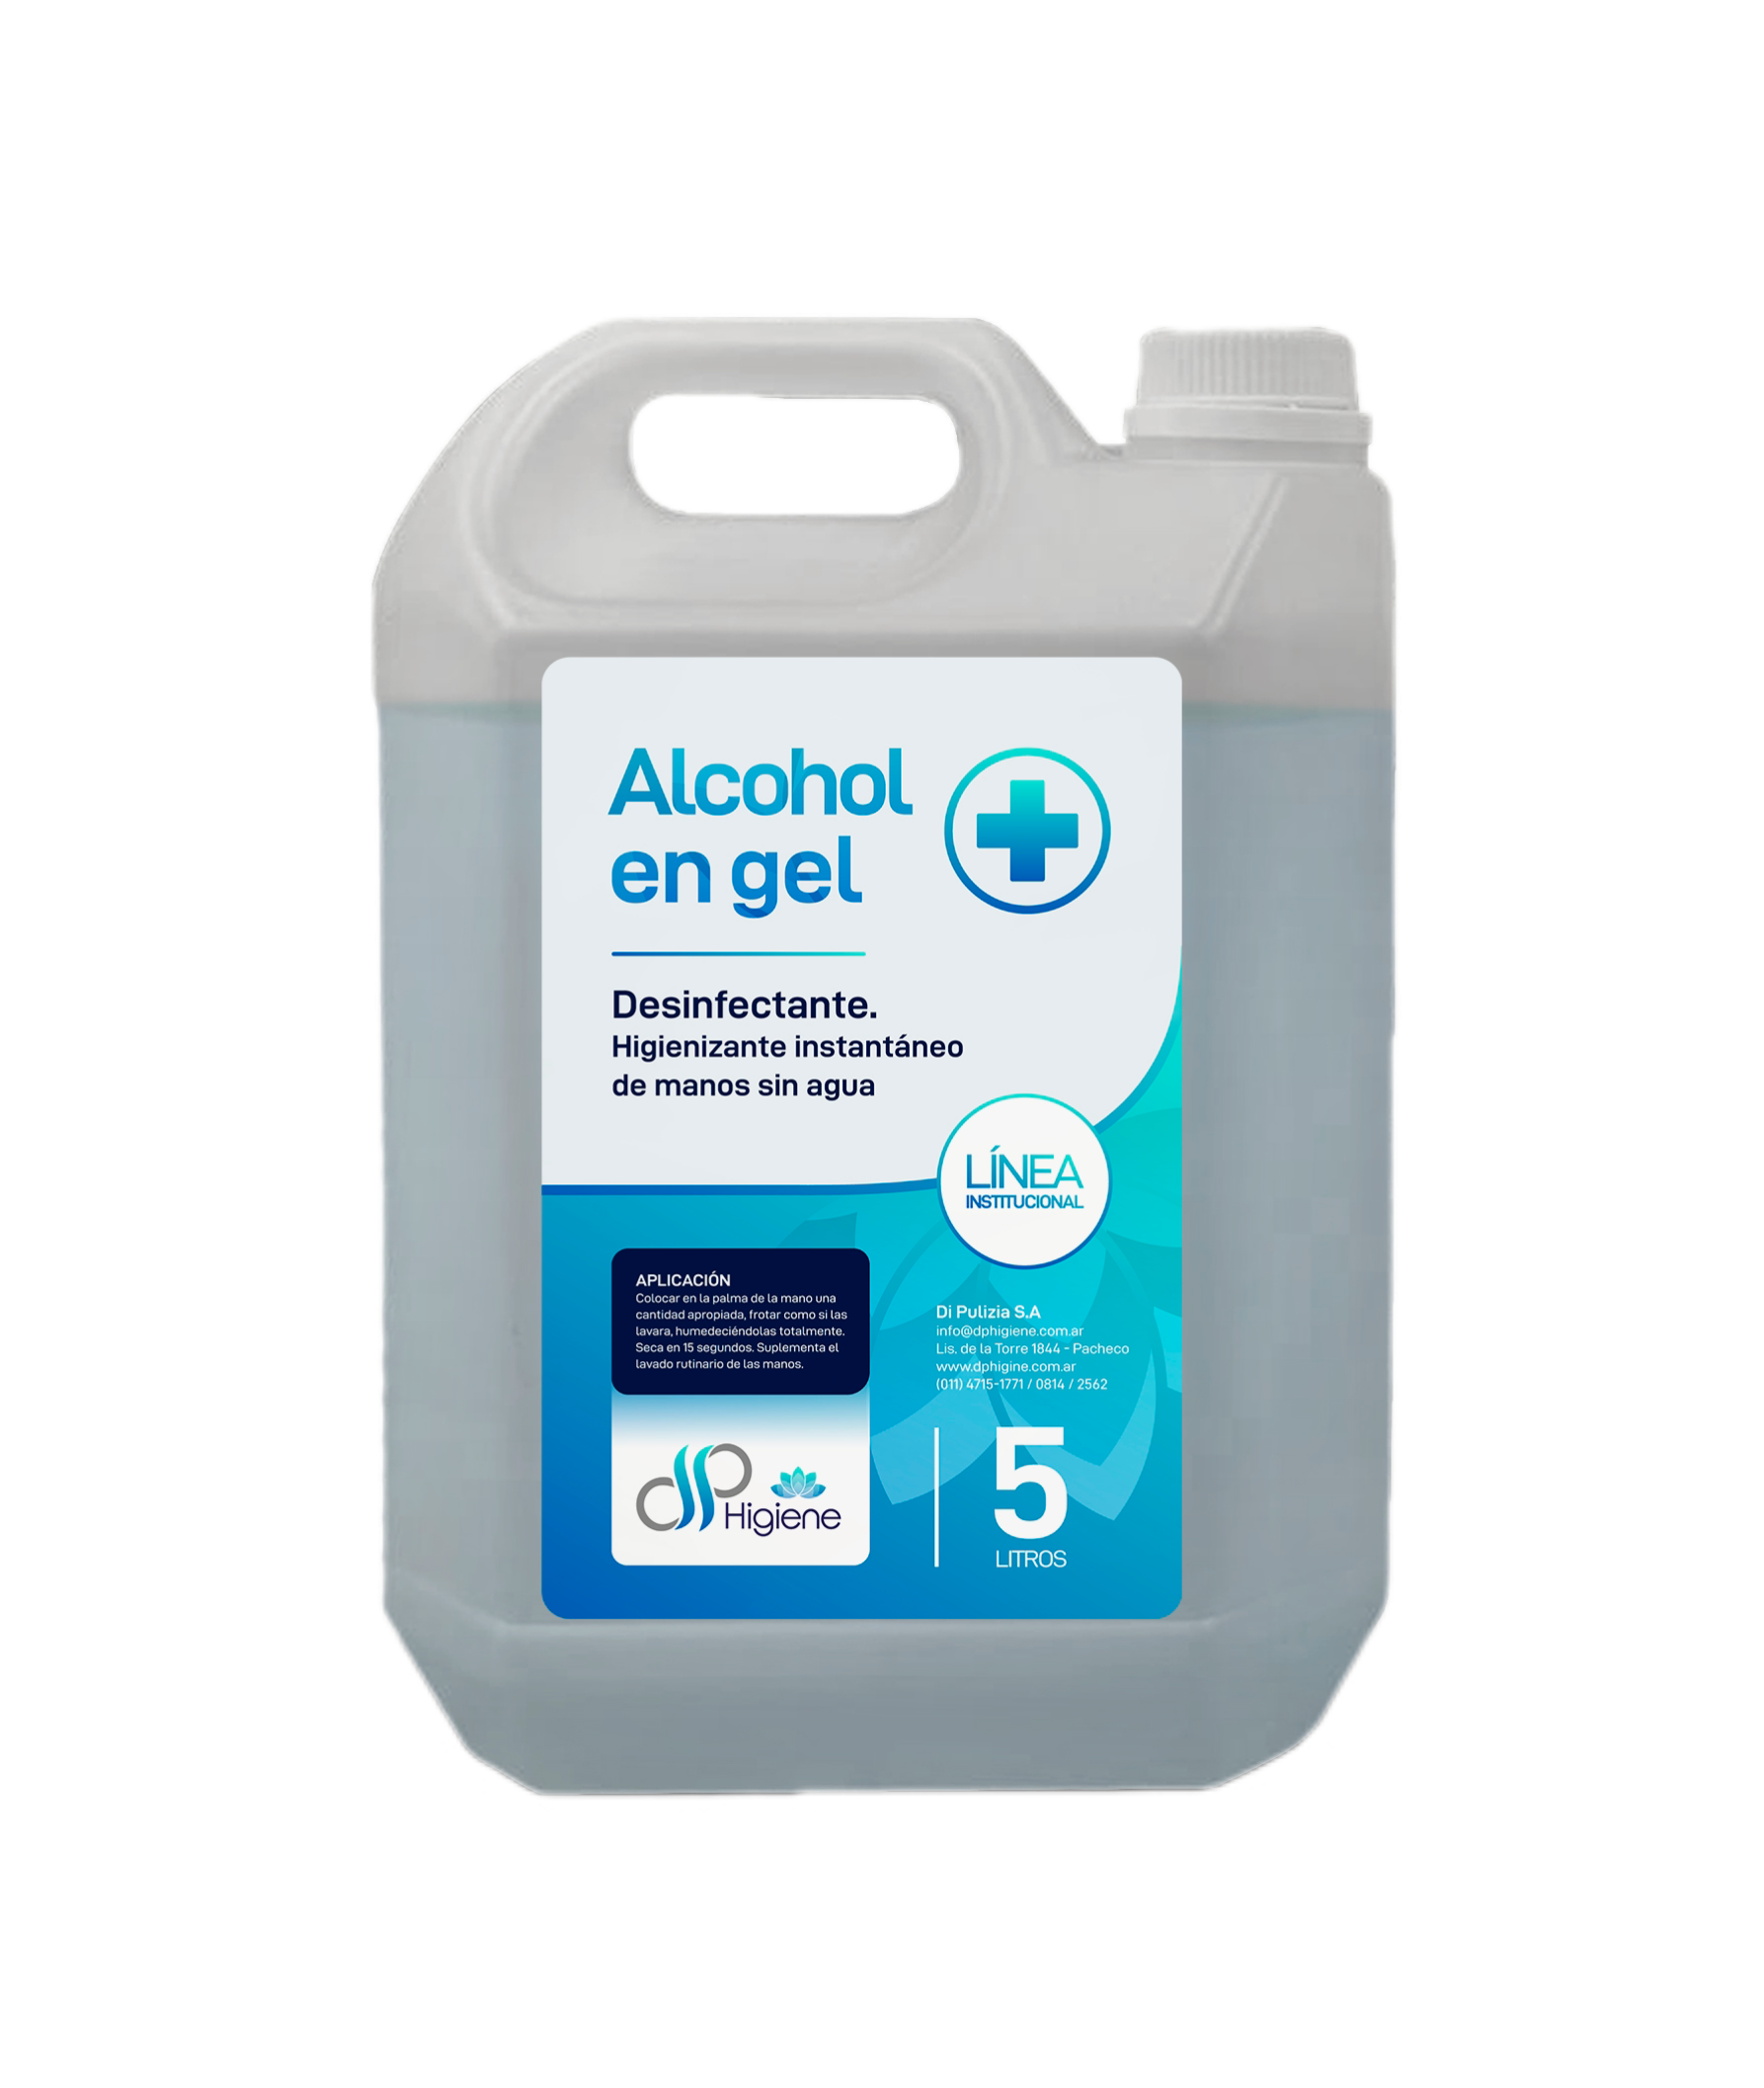 Alcohol
en gel
Desinfectante.
Higienizante instantáneo
de manos sin agua
LÍNEA
INSTITUCIONAL
APLICACIÓN
Colocar en la palma de la mano una
cantidad apropiada, frotar como si las
lavara, humedeciéndolas totalmente.
Seca en 15 segundos. Suplementa el
lavado rutinario de las manos.
Di Pulizia S.A
info@dphigiene.com.ar
Lis. de la Torre 1844 - Pacheco
www.dphigine.com.ar
(011) 4715-1771 / 0814 / 2562
dp Higiene
5
LITROS